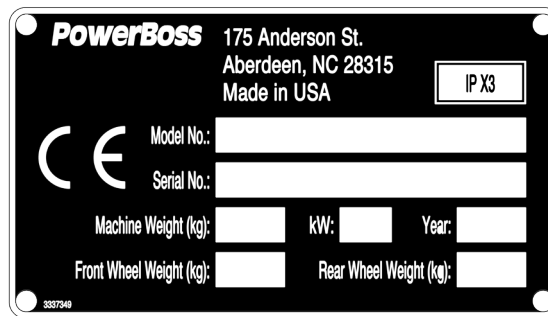 PowerBoss
175 Anderson St.
Aberdeen, NC 28315
Made in USA
IP X3
CE
Model No.:
Serial No.:
Machine Weight (kg): kW: Year:
Front Wheel Weight (kg): Rear Wheel Weight (kg):
3337349